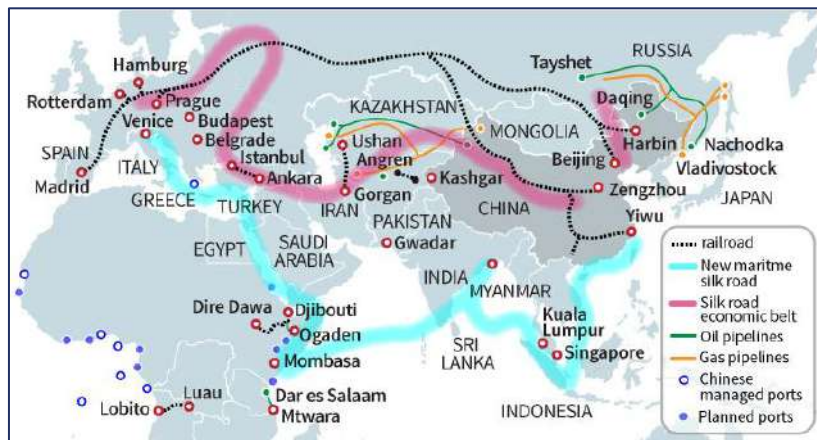 Hamburg
Tayshet
RUSSIA
Rotterdam
Prague
Daqing
Venice
Budapest
KAZAKHSTAN
MONGOLIA
Belgrade
Ushan
Harbin
SPAIN
ITALY
Istanbul
Angren
Beijing
Nachodka
Madrid
Ankara
Kashgar
Vladivostock
GREECE
Gorgan
Zengzhou
JAPAN
TURKEY
IRAN
CHINA
PAKISTAN
Yiwu
EGYPT
SAUDI
ARABIA
Gwadar
INDIA
MYANMAR
Dire Dawa
Djibouti
Ogaden
Kuala
Lumpur
SRI
LANKA
Singapore
Mombasa
Dar es Salaam
Luau
Lobito
Mtwara
INDONESIA
railroad
New maritme
silk road
Silk road
economic belt
Oil pipelines
Gas pipelines
Chinese
managed ports
Planned ports